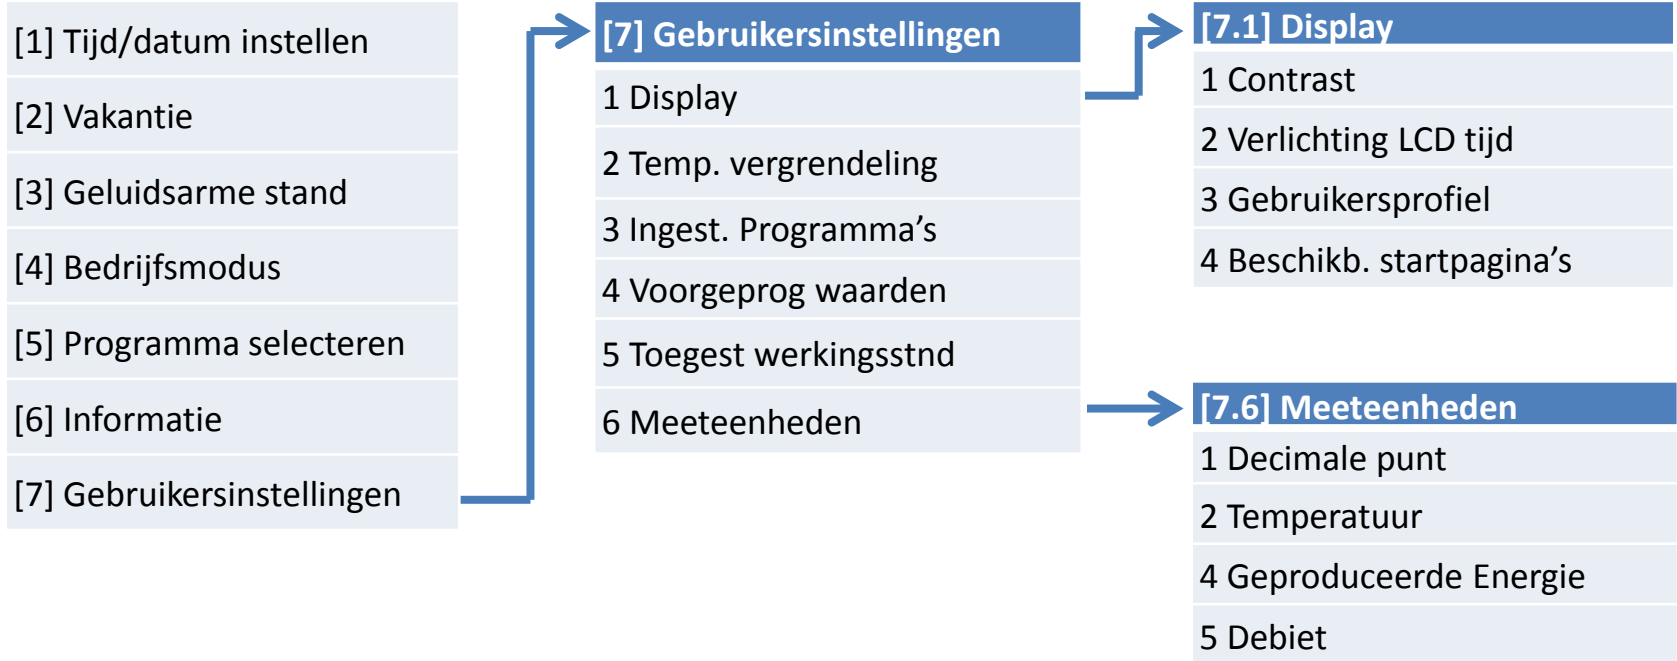 [1] Tijd/datum instellen
[2] Vakantie
[3] Geluidsarme stand
[4] Bedrijfsmodus
[5] Programma selecteren
[6] Informatie
[7] Gebruikersinstellingen
[7] Gebruikersinstellingen
1 Display
2 Temp. vergrendeling
3 Ingest. Programma’s
4 Voorgeprog waarden
5 Toegest werkingsstnd
6 Meeteenheden
[7.1] Display
1 Contrast
2 Verlichting LCD tijd
3 Gebruikersprofiel
4 Beschikb. startpagina’s
[7.6] Meeteenheden
1 Decimale punt
2 Temperatuur
4 Geproduceerde Energie
5 Debiet